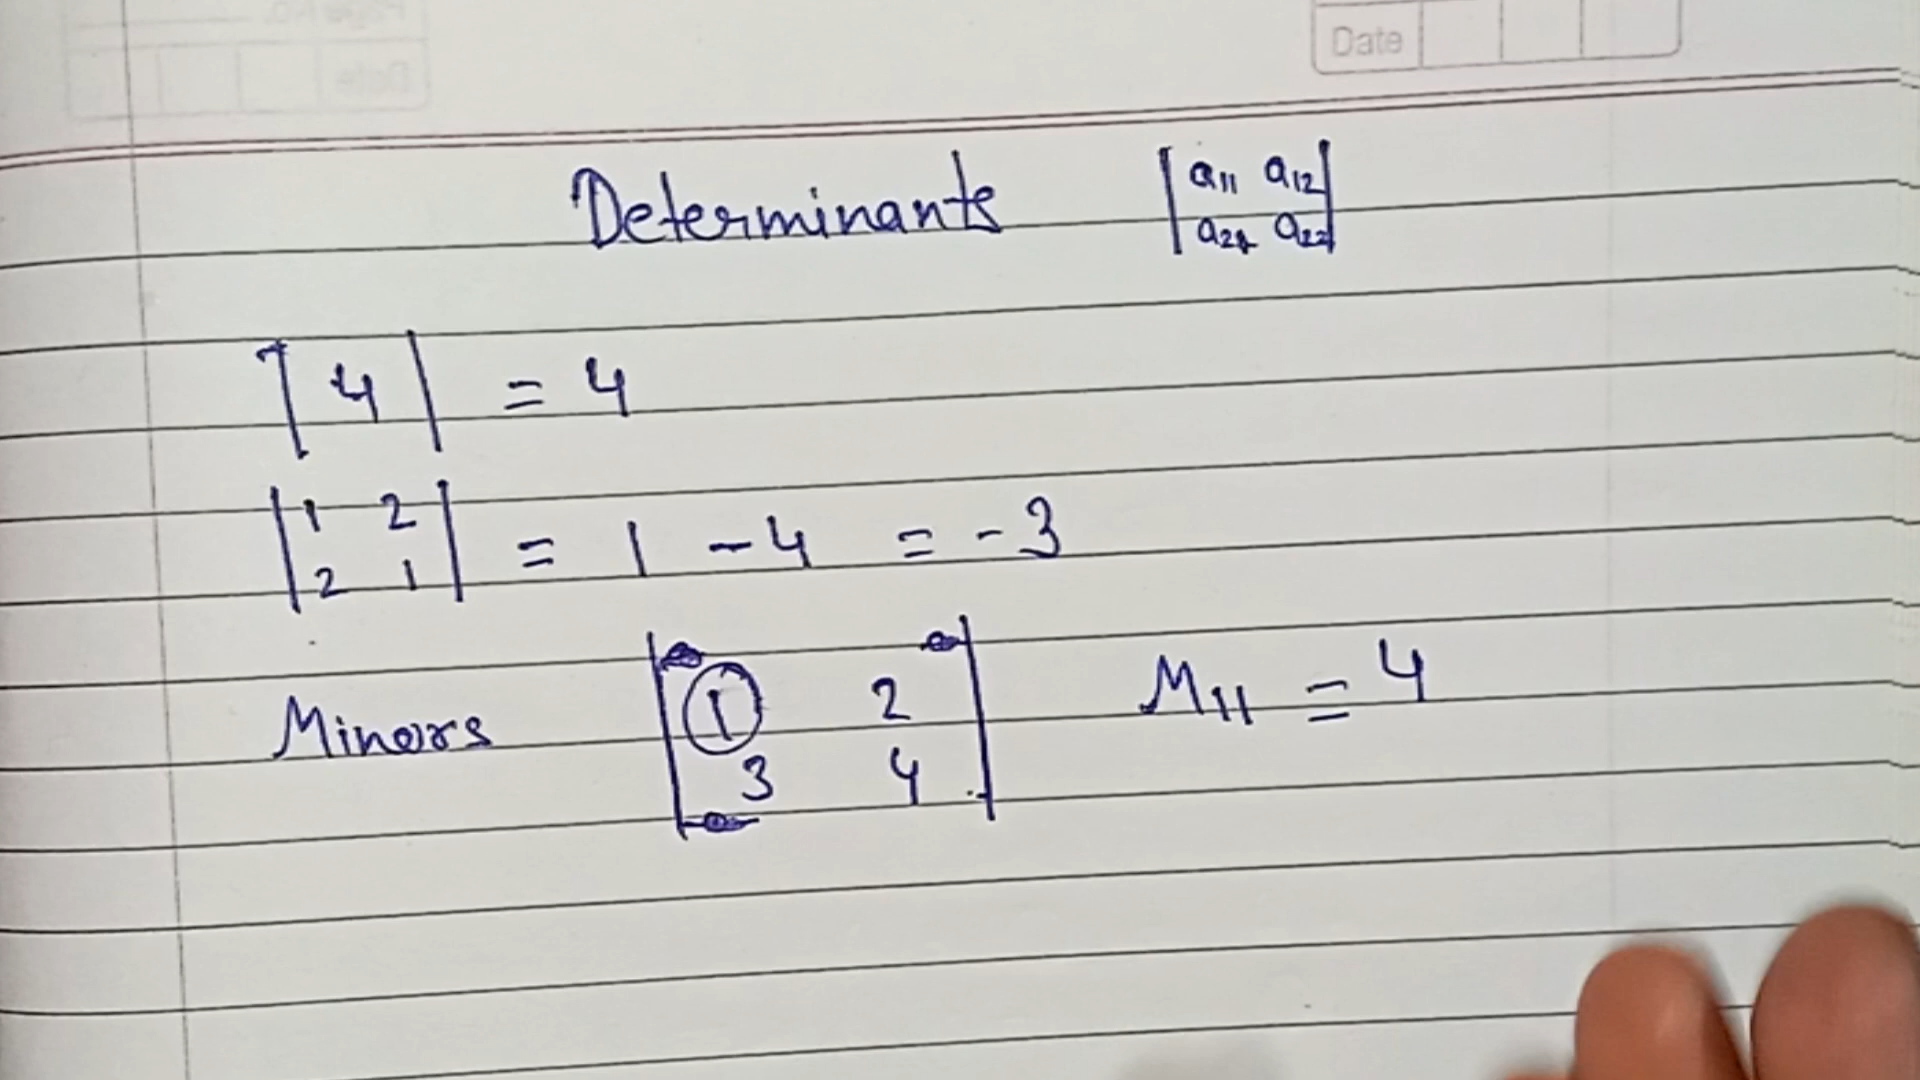 Date
Determinants | a11 a12 |
| a21 a22 |
| 4 | = 4
| 1 2 | = 1 - 4 = -3
| 2 1 |
Minors | 1 2 | M11 = 4
| 3 4 |